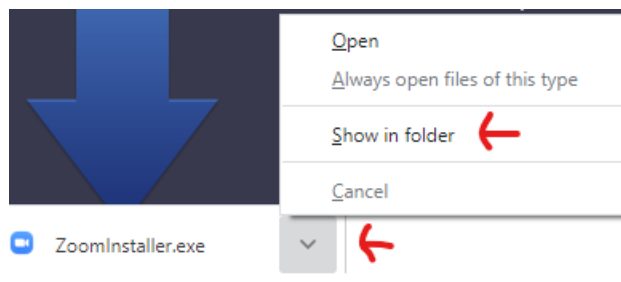 Open
Always open files of this type
Show in folder
Cancel
ZoomInstaller.exe